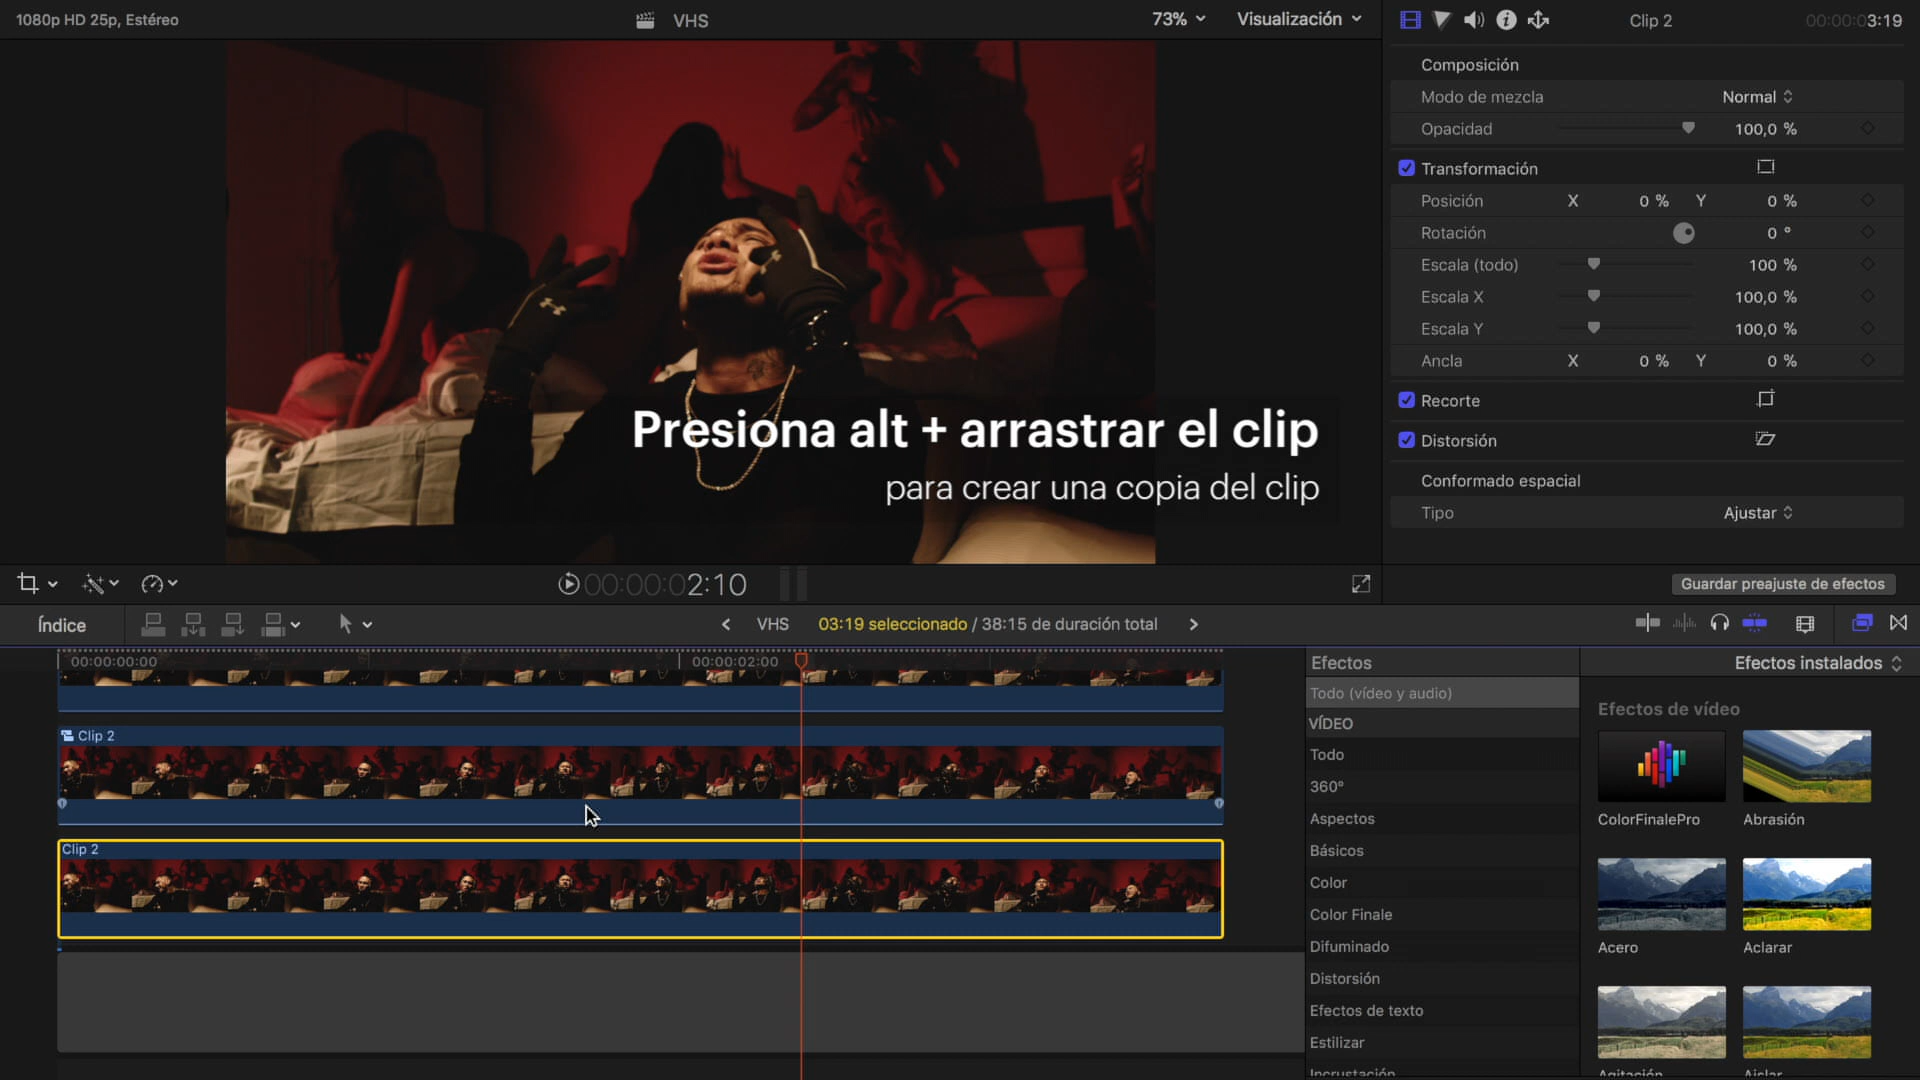 1080p HD 25p, Estéreo
VHS
73%
Visualización
Clip 2
00:00:03:19
Composición
Modo de mezcla
Normal
Opacidad
100,0 %
Transformación
Posición X 0 % Y 0 %
Rotación 0 °
Escala (todo) 100 %
Escala X 100,0 %
Escala Y 100,0 %
Ancla X 0 % Y 0 %
Recorte
Distorsión
Conformado espacial
Tipo Ajustar
Presiona alt + arrastrar el clip
para crear una copia del clip
00:00:02:10
Guardar preajuste de efectos
Índice
VHS
03:19 seleccionado / 38:15 de duración total
00:00:00:00
00:00:02:00
Clip 2
Clip 2
Efectos
Todo (vídeo y audio)
VÍDEO
Todo
360°
Aspectos
Básicos
Color
Color Finale
Difuminado
Distorsión
Efectos de texto
Estilizar
Incrustación
Efectos instalados
Efectos de vídeo
ColorFinalePro
Abrasión
Acero
Aclarar
Agitación
Aislar